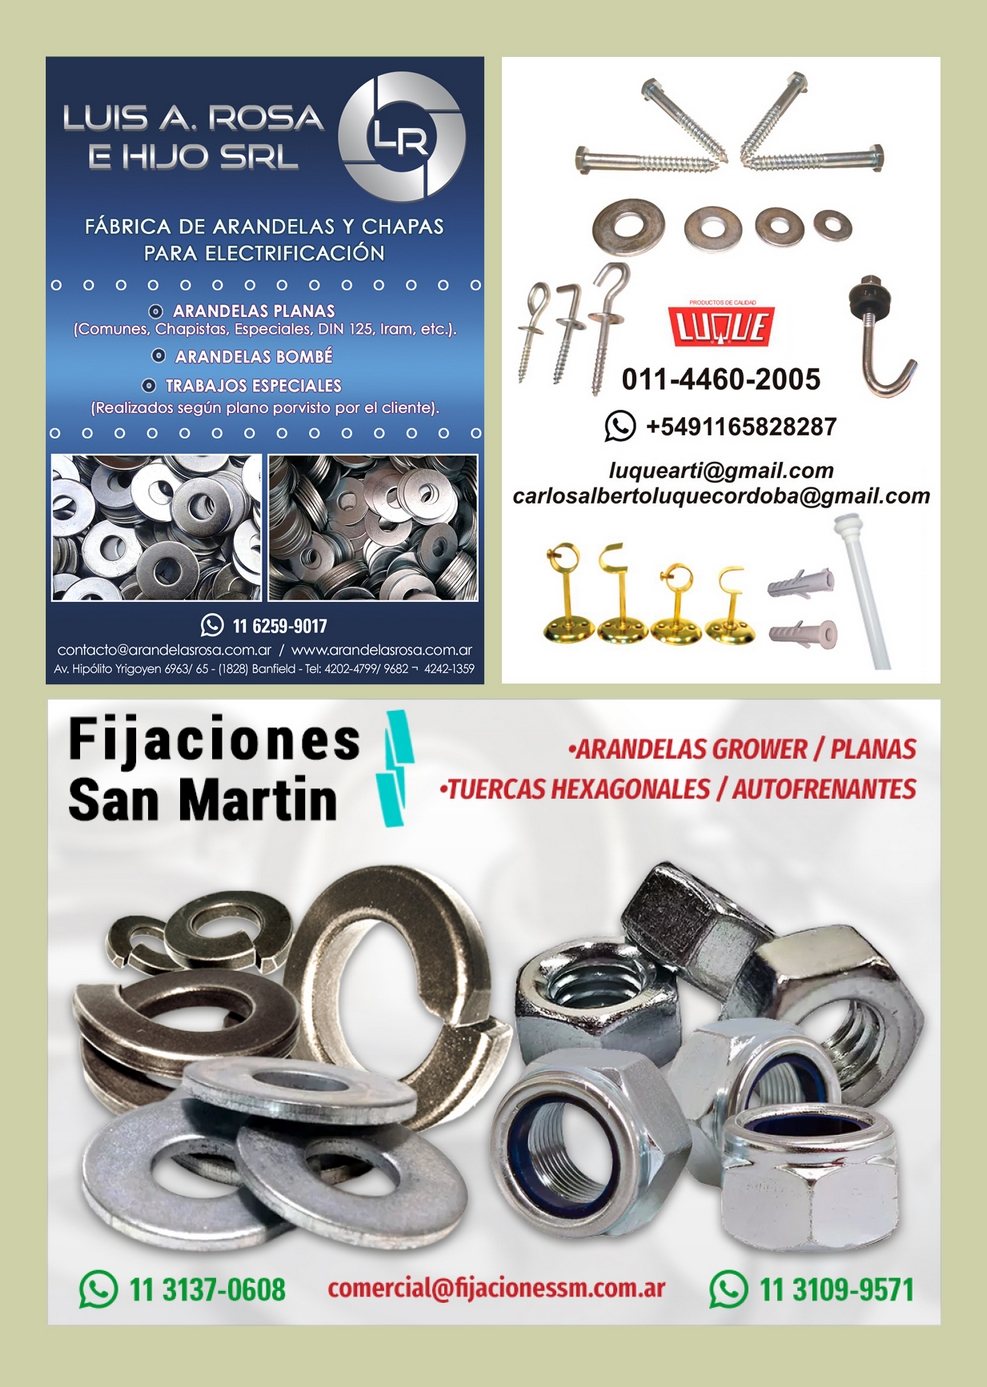 LUIS A. ROSA
E HIJO SRL
LR
FÁBRICA DE ARANDELAS Y CHAPAS
PARA ELECTRIFICACIÓN
ARANDELAS PLANAS
(Comunes, Chapistas, Especiales, DIN 125, Iram, etc.).
ARANDELAS BOMBÉ
TRABAJOS ESPECIALES
(Realizados según plano porvisto por el cliente).
11 6259-9017
contacto@arandelasrosa.com.ar / www.arandelasrosa.com.ar
Av. Hipólito Yrigoyen 6963/ 65 - (1828) Banfield - Tel: 4202-4799/ 9682 ¬ 4242-1359
PRODUCTOS DE CALIDAD
LUQUE
011-4460-2005
+5491165828287
luquearti@gmail.com
carlosalbertoluquecordoba@gmail.com
Fijaciones
San Martin
•ARANDELAS GROWER / PLANAS
•TUERCAS HEXAGONALES / AUTOFRENANTES
11 3137-0608
comercial@fijacionessm.com.ar
11 3109-9571